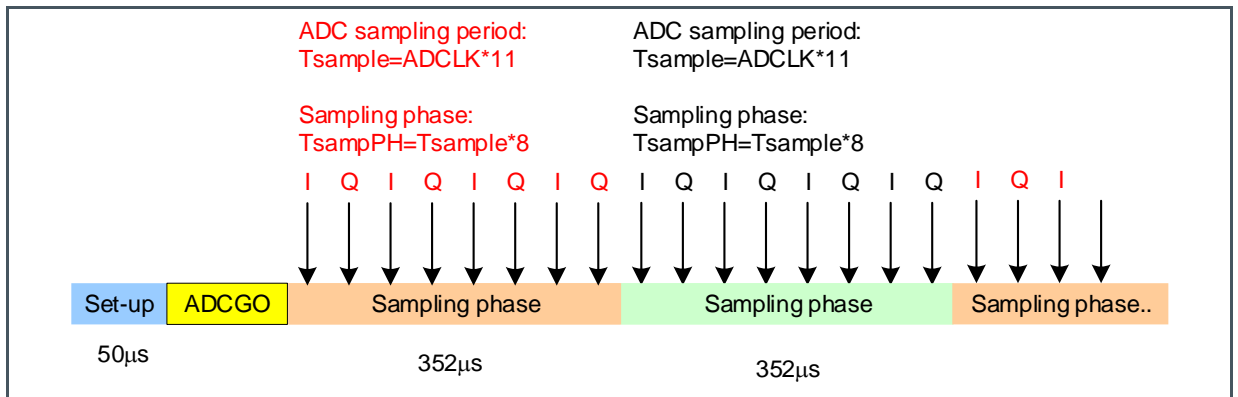 ADC sampling period:
Tsample=ADCLK*11
Sampling phase:
TsampPH=Tsample*8
ADC sampling period:
Tsample=ADCLK*11
Sampling phase:
TsampPH=Tsample*8
I Q I Q I Q I Q I Q I Q I Q I Q I Q I
Set-up ADCGO Sampling phase Sampling phase Sampling phase..
50μs 352μs 352μs